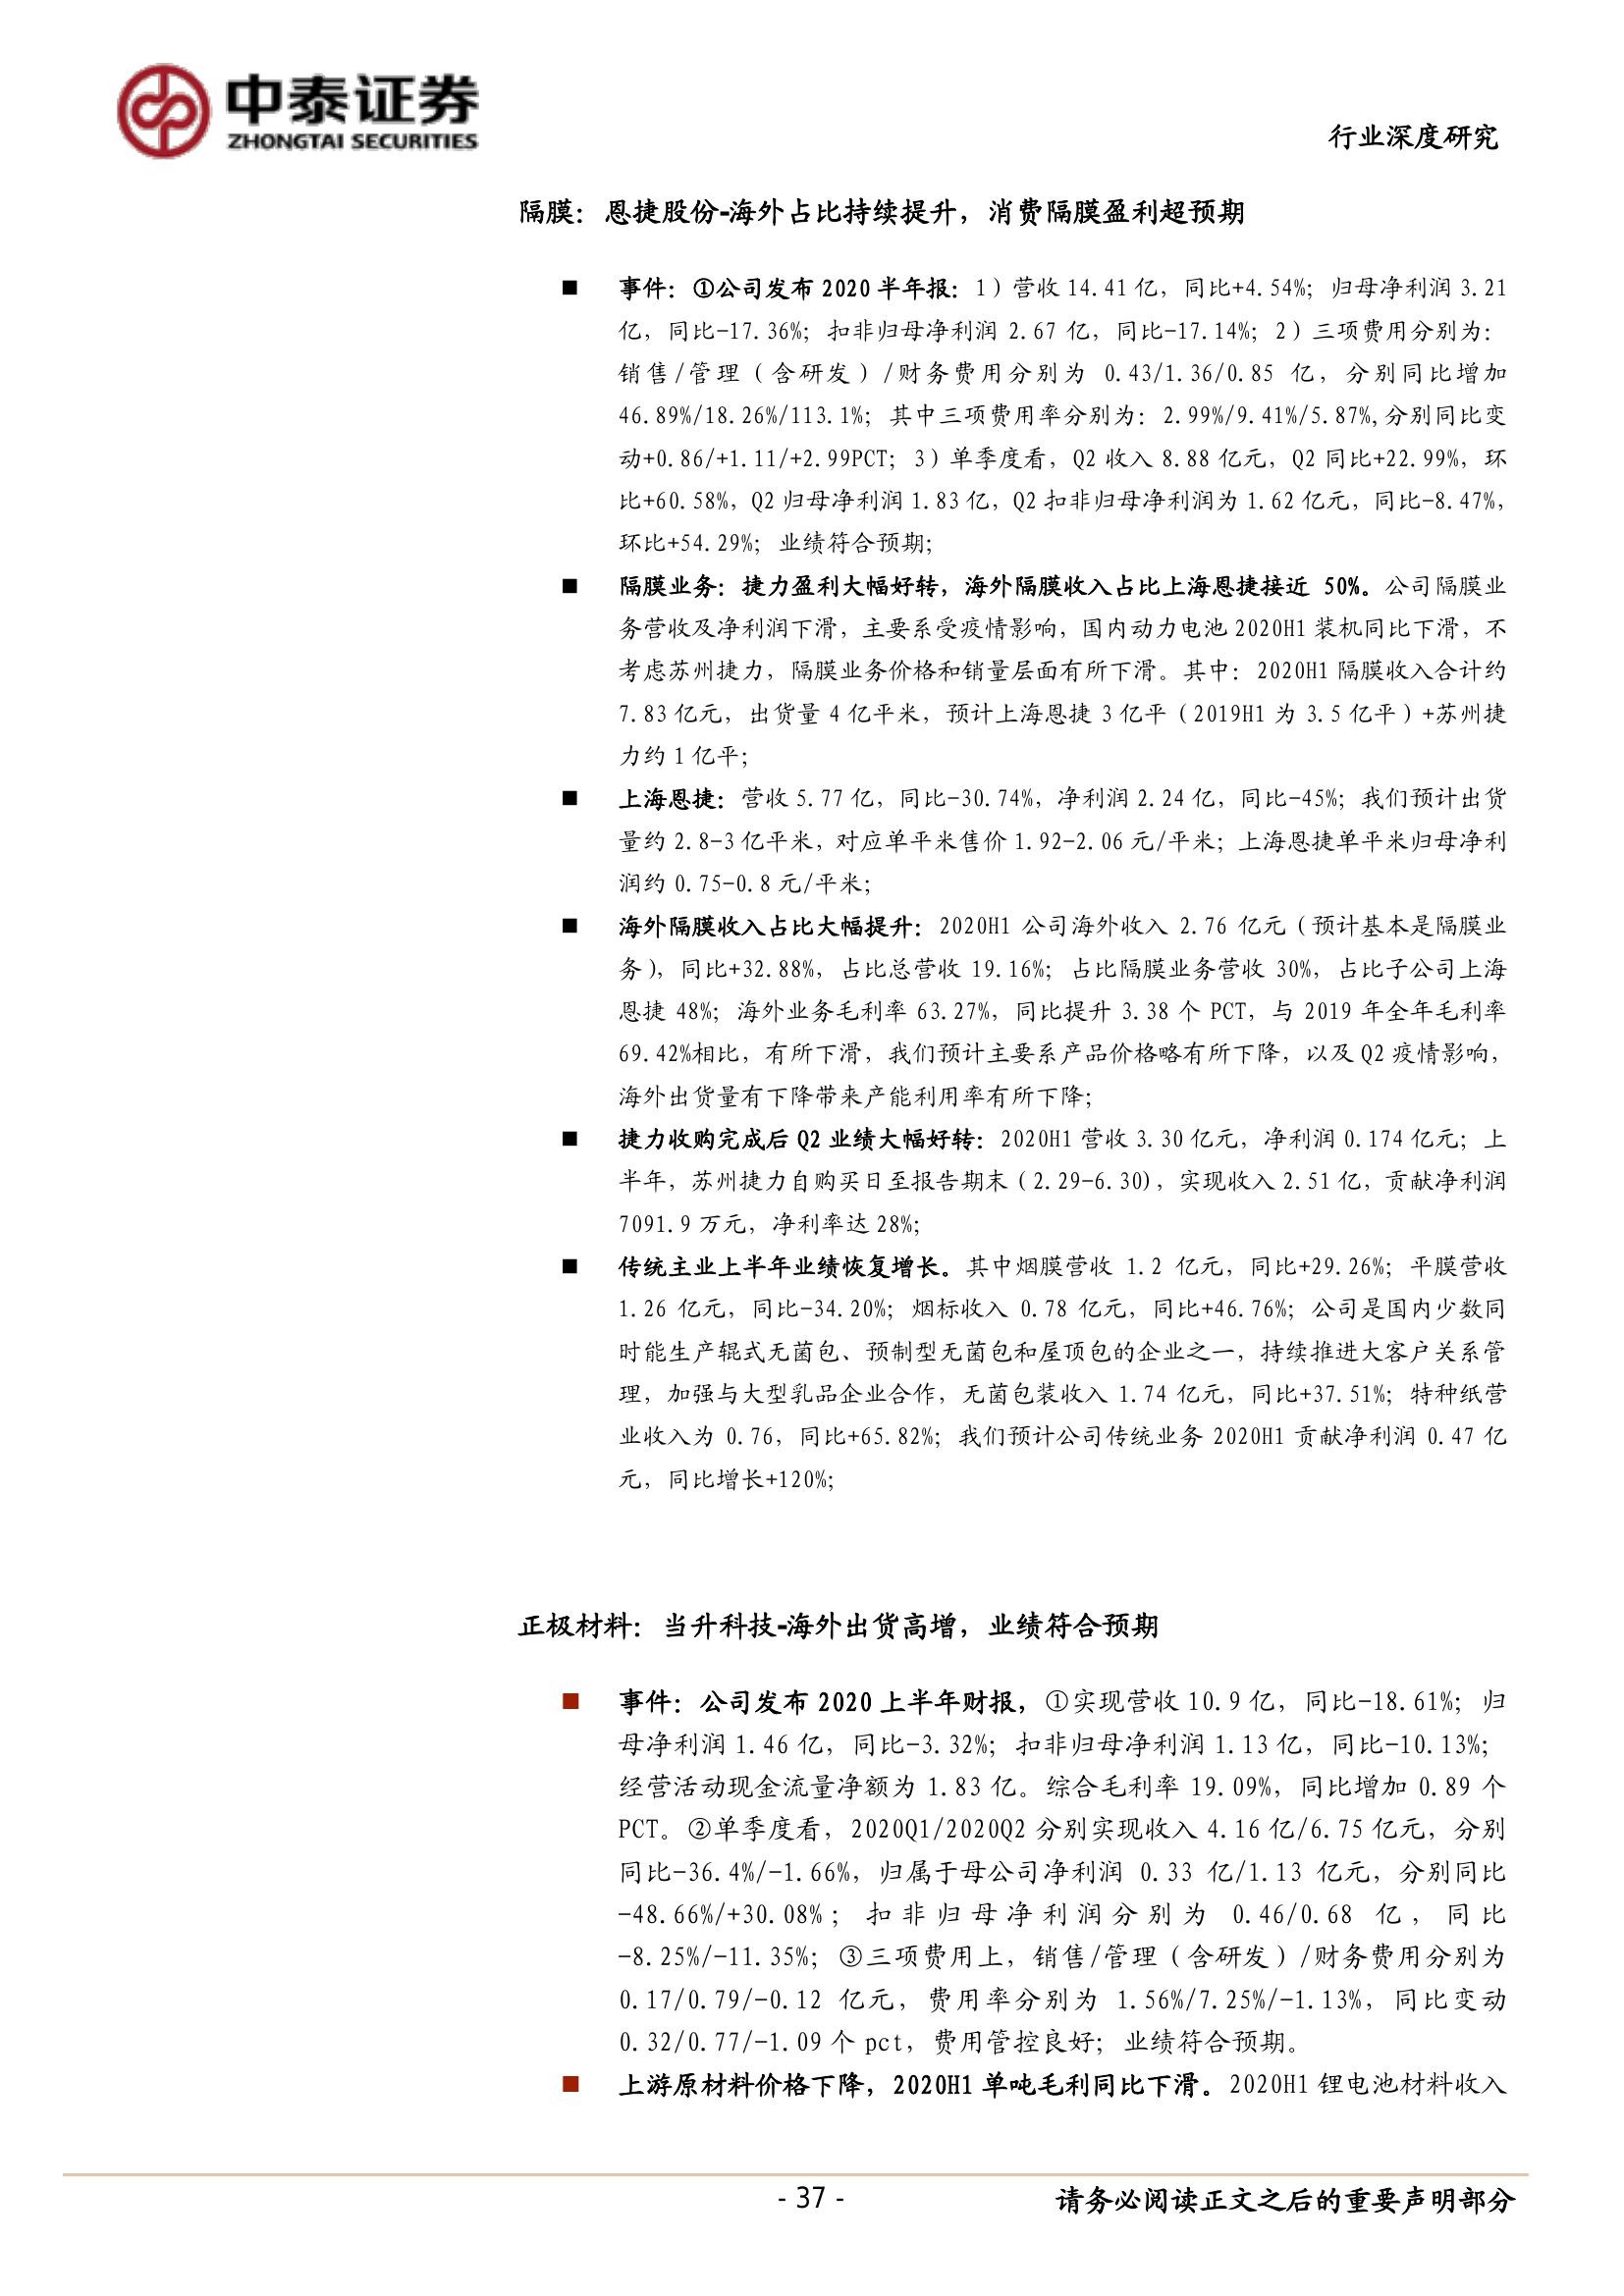 中泰证券
ZHONGTAI SECURITIES
行业深度研究
隔膜：恩捷股份-海外占比持续提升，消费隔膜盈利超预期
■ 事件：①公司发布 2020 半年报：1）营收 14.41 亿，同比+4.54%；归母净利润 3.21
亿，同比-17.36%；扣非归母净利润 2.67 亿，同比-17.14%；2）三项费用分别为：
销售/管理（含研发）/财务费用分别为 0.43/1.36/0.85 亿，分别同比增加
46.89%/18.26%/113.1%；其中三项费用率分别为：2.99%/9.41%/5.87%,分别同比变
动+0.86/+1.11/+2.99PCT；3）单季度看，Q2 收入 8.88 亿元，Q2 同比+22.99%，环
比+60.58%，Q2 归母净利润 1.83 亿，Q2 扣非归母净利润为 1.62 亿元，同比-8.47%，
环比+54.29%；业绩符合预期；
■ 隔膜业务：捷力盈利大幅好转，海外隔膜收入占比上海恩捷接近 50%。公司隔膜业
务营收及净利润下滑，主要系受疫情影响，国内动力电池 2020H1 装机同比下滑，不
考虑苏州捷力，隔膜业务价格和销量层面有所下滑。其中：2020H1 隔膜收入合计约
7.83 亿元，出货量 4 亿平米，预计上海恩捷 3 亿平（2019H1 为 3.5 亿平）+苏州捷
力约 1 亿平；
■ 上海恩捷：营收 5.77 亿，同比-30.74%，净利润 2.24 亿，同比-45%；我们预计出货
量约 2.8-3 亿平米，对应单平米售价 1.92-2.06 元/平米；上海恩捷单平米归母净利
润约 0.75-0.8 元/平米；
■ 海外隔膜收入占比大幅提升：2020H1 公司海外收入 2.76 亿元（预计基本是隔膜业
务），同比+32.88%，占比总营收 19.16%；占比隔膜业务营收 30%，占比子公司上海
恩捷 48%；海外业务毛利率 63.27%，同比提升 3.38 个 PCT，与 2019 年全年毛利率
69.42%相比，有所下滑，我们预计主要系产品价格略有所下降，以及 Q2 疫情影响，
海外出货量有下降带来产能利用率有所下降；
■ 捷力收购完成后 Q2 业绩大幅好转：2020H1 营收 3.30 亿元，净利润 0.174 亿元；上
半年，苏州捷力自购买日至报告期末（2.29-6.30），实现收入 2.51 亿，贡献净利润
7091.9 万元，净利率达 28%；
■ 传统主业上半年业绩恢复增长。其中烟膜营收 1.2 亿元，同比+29.26%；平膜营收
1.26 亿元，同比-34.20%；烟标收入 0.78 亿元，同比+46.76%；公司是国内少数同
时能生产辊式无菌包、预制型无菌包和屋顶包的企业之一，持续推进大客户关系管
理，加强与大型乳品企业合作，无菌包装收入 1.74 亿元，同比+37.51%；特种纸营
业收入为 0.76，同比+65.82%；我们预计公司传统业务 2020H1 贡献净利润 0.47 亿
元，同比增长+120%；
正极材料：当升科技-海外出货高增，业绩符合预期
■ 事件：公司发布 2020 上半年财报，①实现营收 10.9 亿，同比-18.61%；归
母净利润 1.46 亿，同比-3.32%；扣非归母净利润 1.13 亿，同比-10.13%；
经营活动现金流量净额为 1.83 亿。综合毛利率 19.09%，同比增加 0.89 个
PCT。②单季度看，2020Q1/2020Q2 分别实现收入 4.16 亿/6.75 亿元，分别
同比-36.4%/-1.66%，归属于母公司净利润 0.33 亿/1.13 亿元，分别同比
-48.66%/+30.08%；扣非归母净利润分别为 0.46/0.68 亿，同比
-8.25%/-11.35%；③三项费用上，销售/管理（含研发）/财务费用分别为
0.17/0.79/-0.12 亿元，费用率分别为 1.56%/7.25%/-1.13%，同比变动
0.32/0.77/-1.09 个 pct，费用管控良好；业绩符合预期。
■ 上游原材料价格下降，2020H1 单吨毛利同比下滑。2020H1 锂电池材料收入
- 37 -
请务必阅读正文之后的重要声明部分